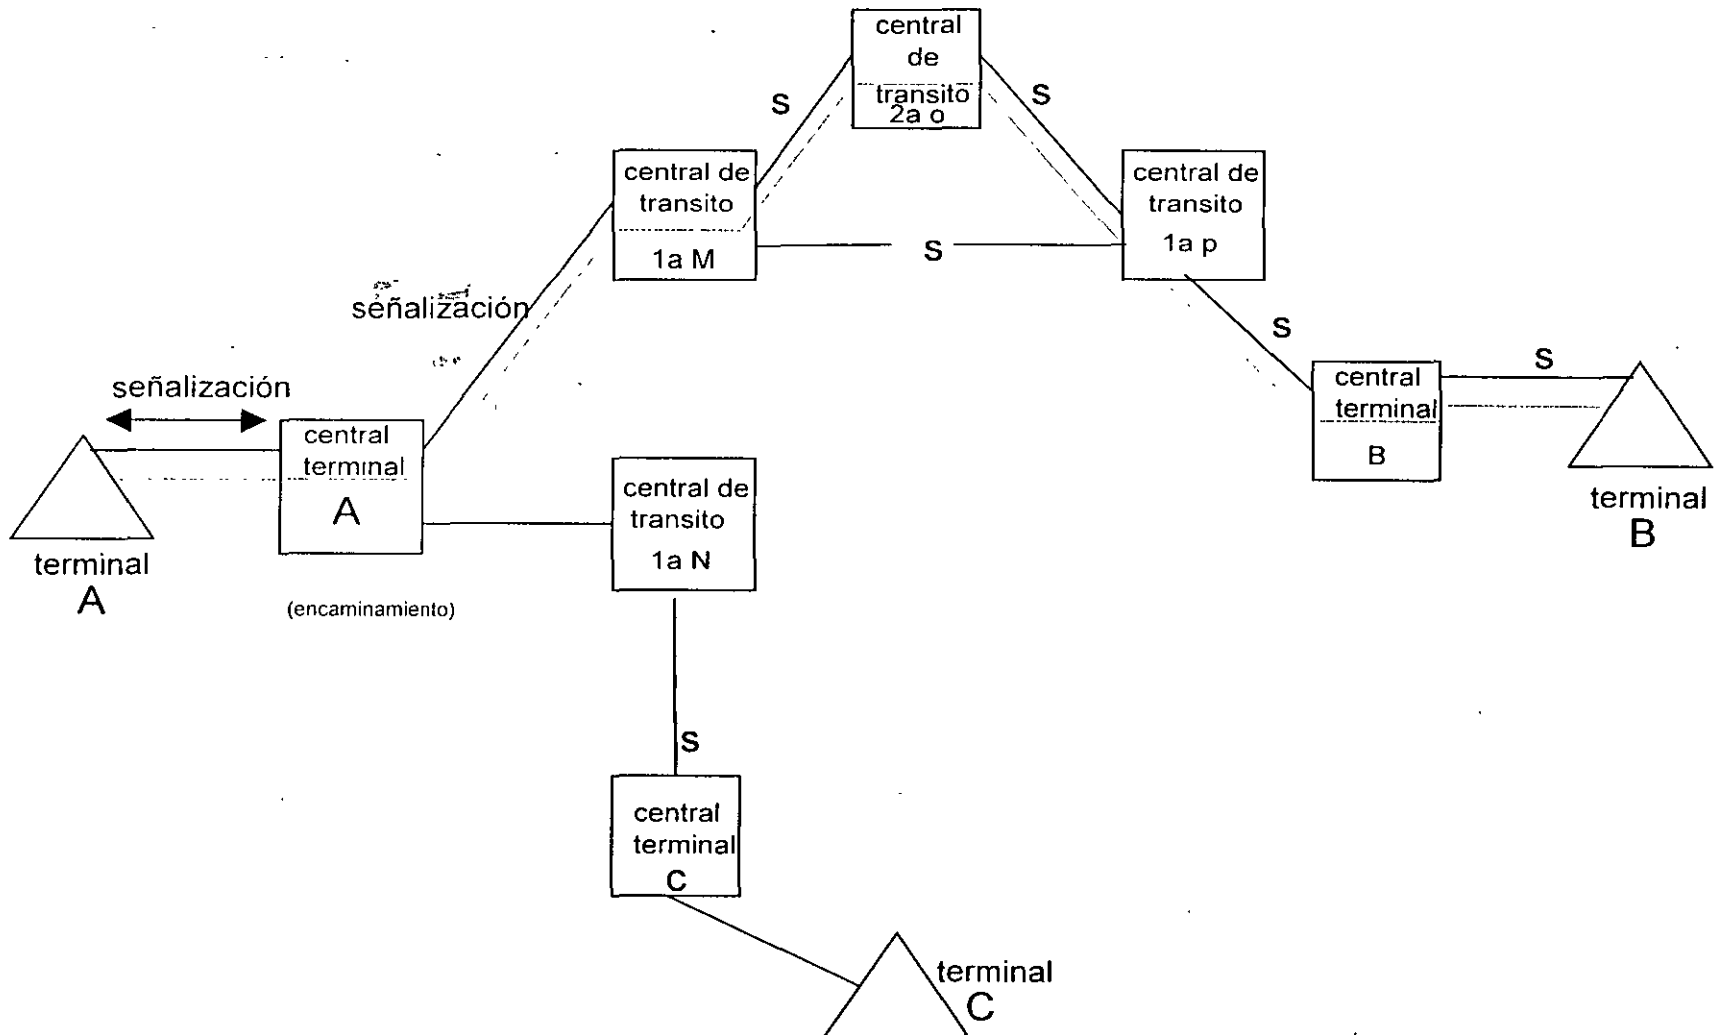 central
de
transito
2a o
S
S
central de
transito
1a M
central de
transito
1a p
S
señalización
S
señalización
central
terminal
A
terminal
A
(encaminamiento)
central de
transito
1a N
central
terminal
B
S
terminal
B
S
central
terminal
C
terminal
C